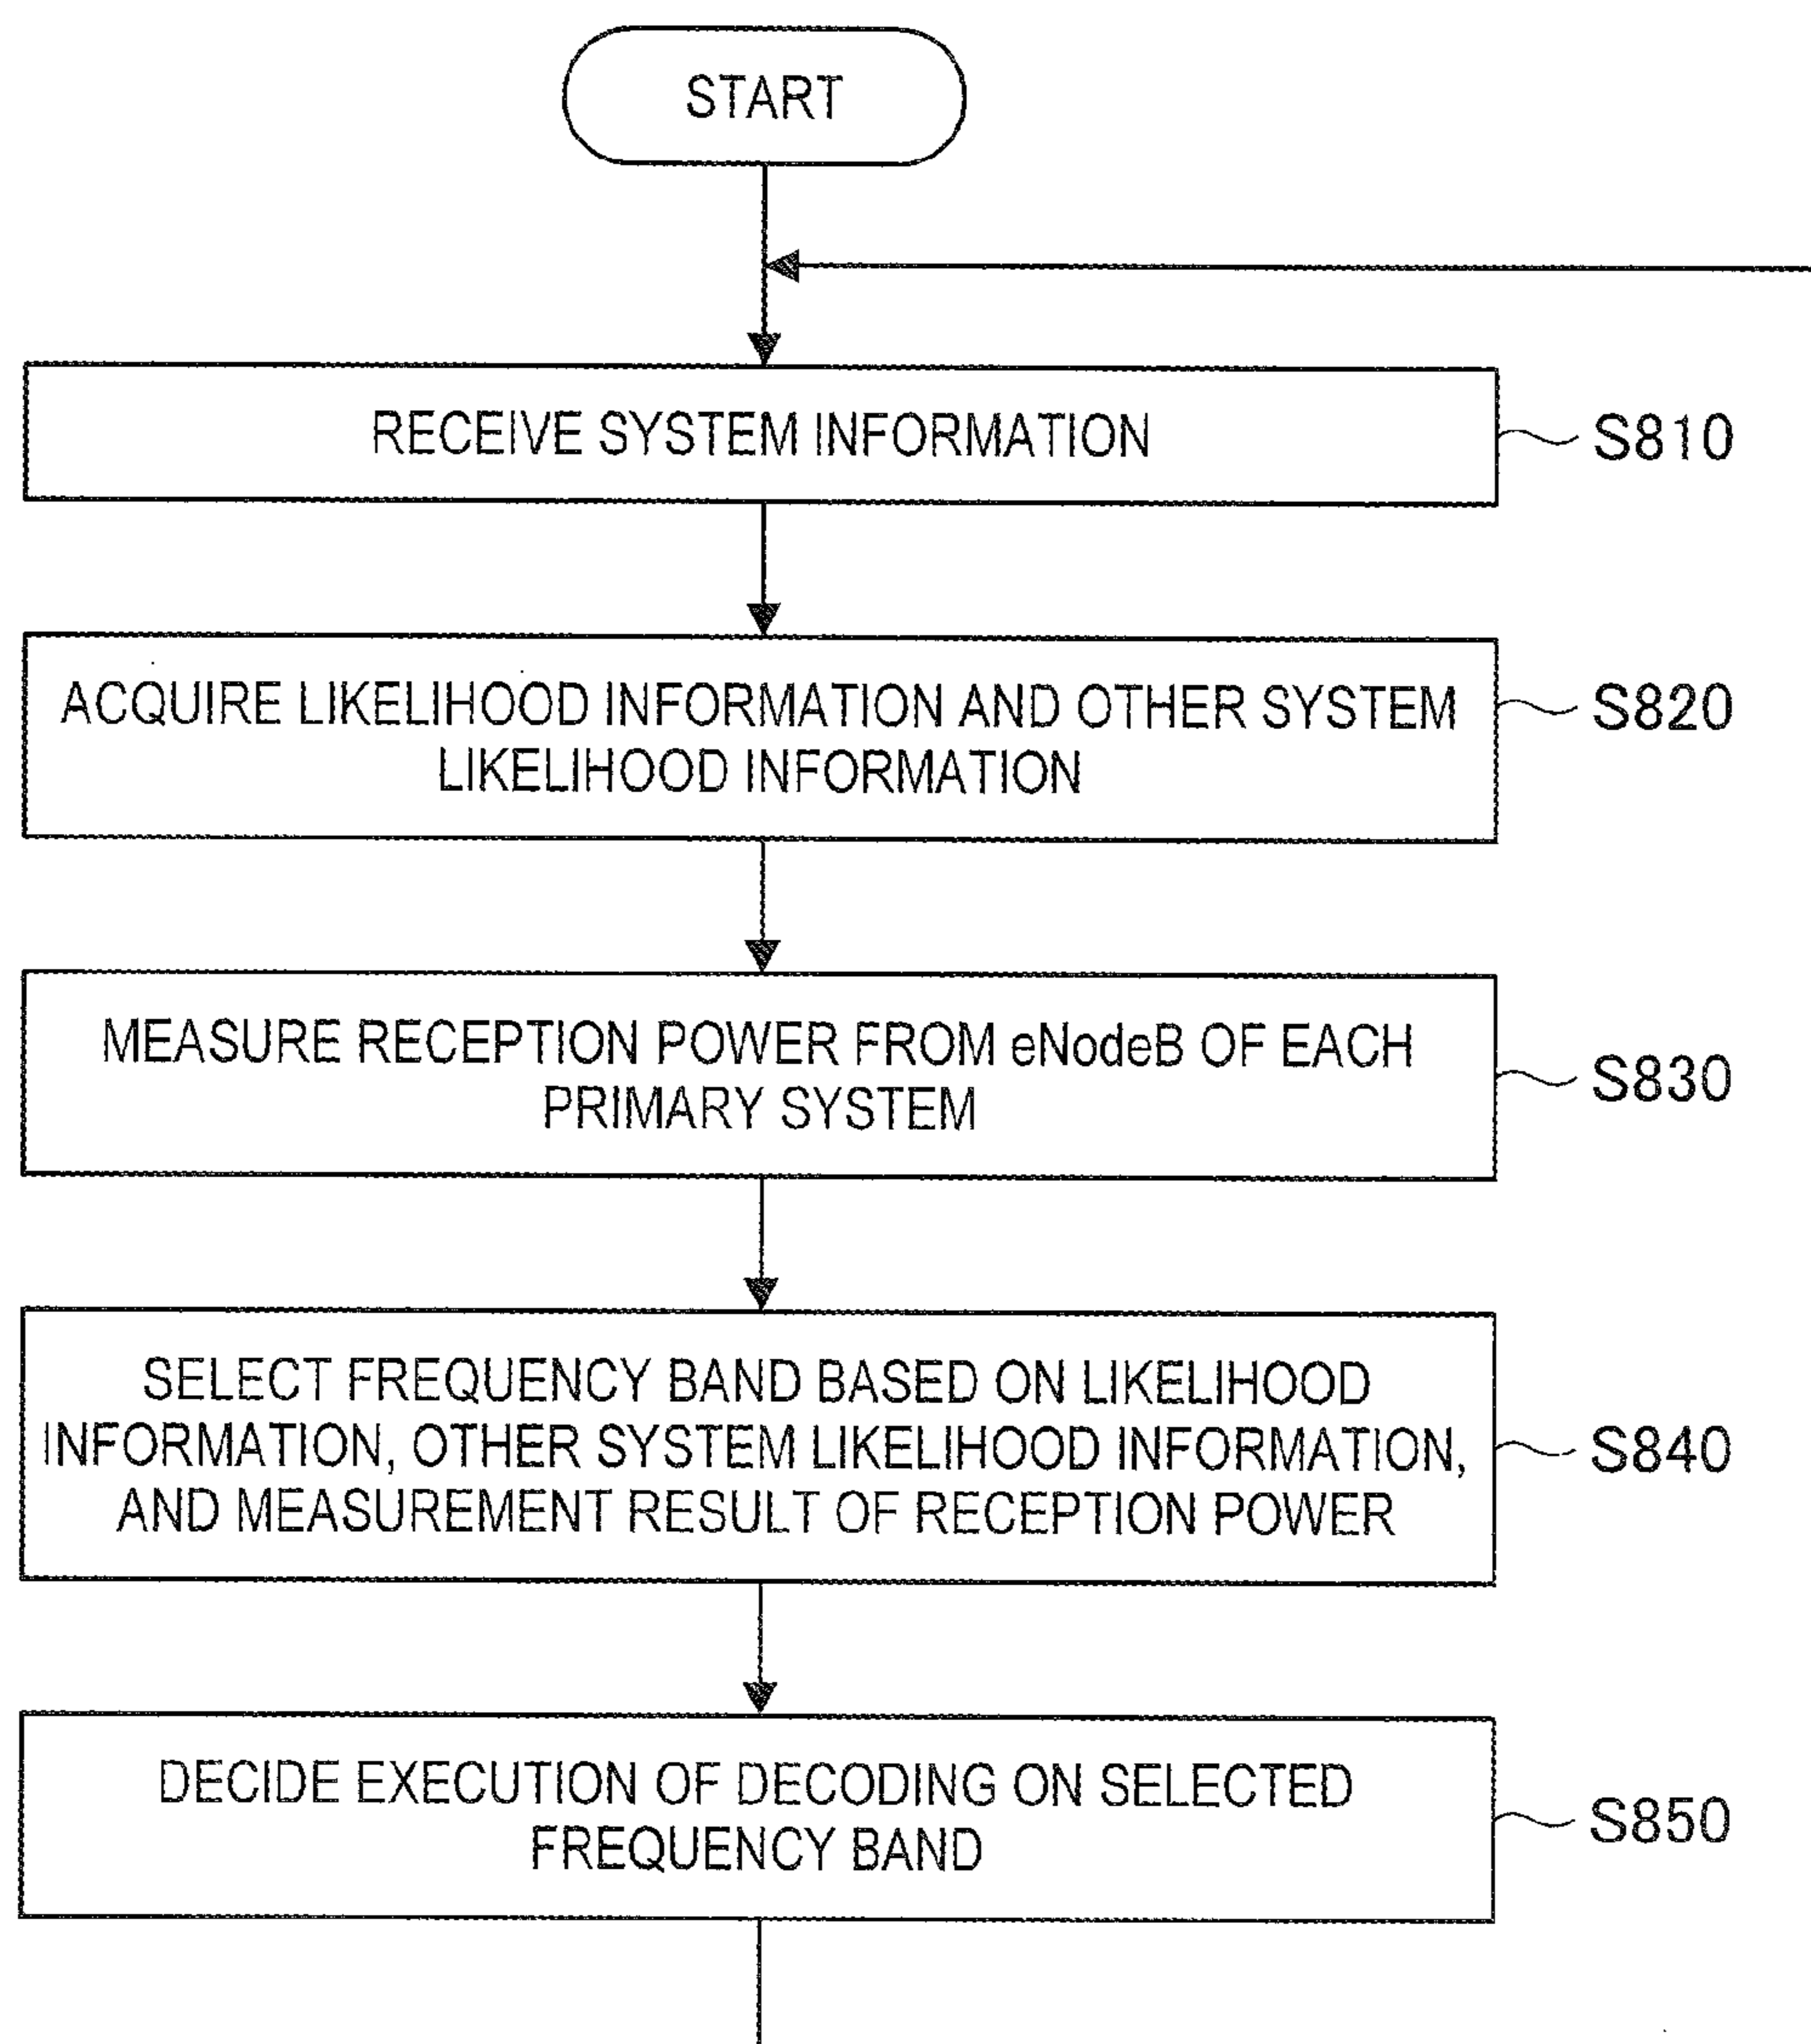 START
RECEIVE SYSTEM INFORMATION
S810
ACQUIRE LIKELIHOOD INFORMATION AND OTHER SYSTEM
LIKELIHOOD INFORMATION
S820
MEASURE RECEPTION POWER FROM eNodeB OF EACH
PRIMARY SYSTEM
S830
SELECT FREQUENCY BAND BASED ON LIKELIHOOD
INFORMATION, OTHER SYSTEM LIKELIHOOD INFORMATION,
AND MEASUREMENT RESULT OF RECEPTION POWER
S840
DECIDE EXECUTION OF DECODING ON SELECTED
FREQUENCY BAND
S850